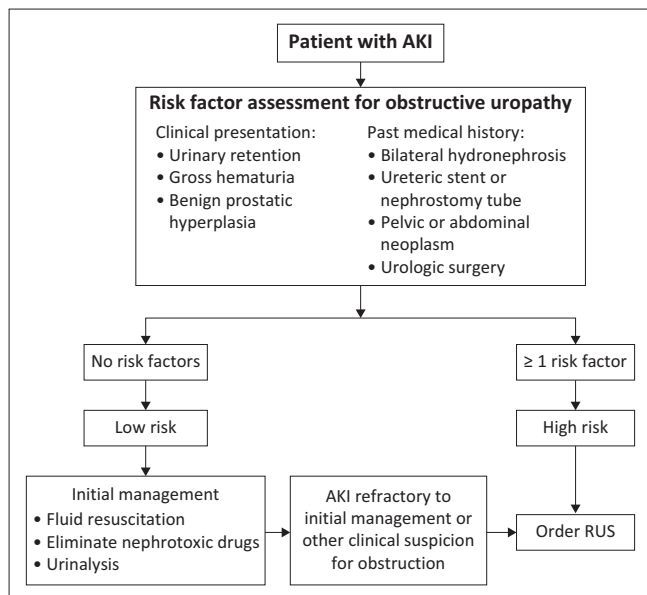 Patient with AKI
Risk factor assessment for obstructive uropathy
Clinical presentation:
• Urinary retention
• Gross hematuria
• Benign prostatic
hyperplasia
Past medical history:
• Bilateral hydronephrosis
• Ureteric stent or
nephrostomy tube
• Pelvic or abdominal
neoplasm
• Urologic surgery
No risk factors
≥ 1 risk factor
Low risk
High risk
Initial management
• Fluid resuscitation
• Eliminate nephrotoxic drugs
• Urinalysis
AKI refractory to
initial management or
other clinical suspicion
for obstruction
Order RUS